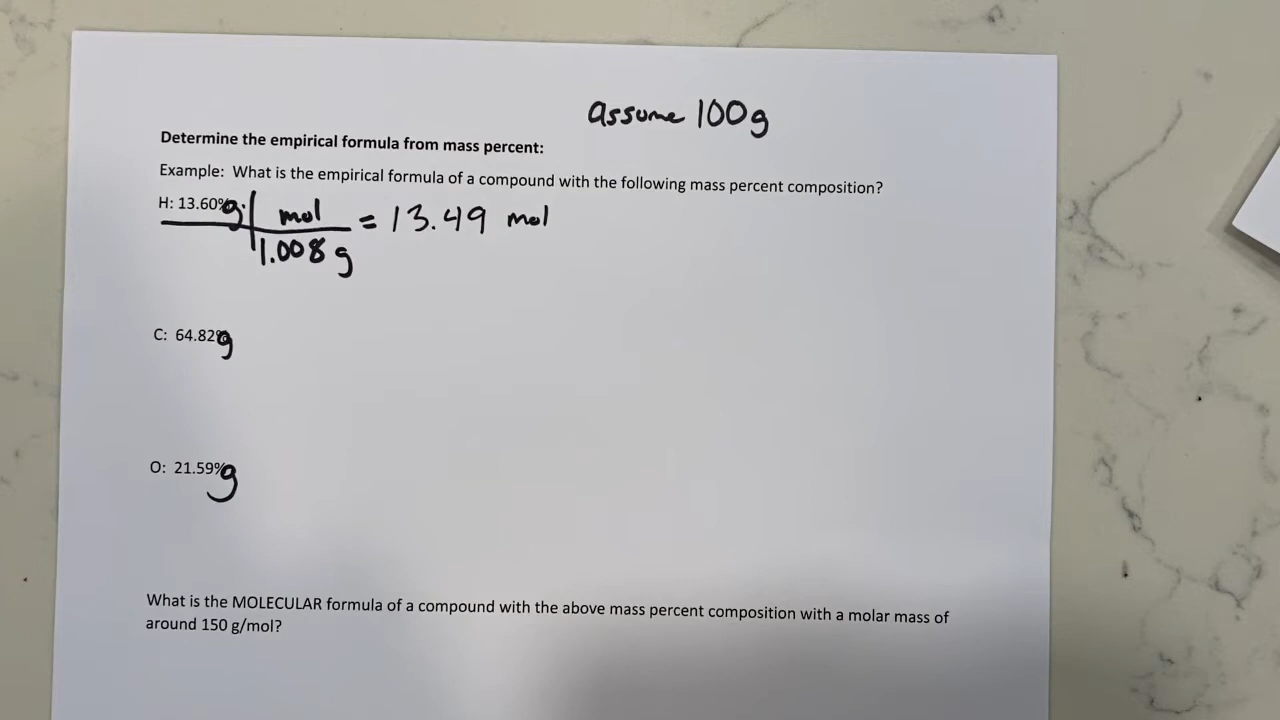 assume 100g
Determine the empirical formula from mass percent:
Example: What is the empirical formula of a compound with the following mass percent composition?
H: 13.60%g mol = 13.49 mol
1.008 g
C: 64.82%g
O: 21.59%g
What is the MOLECULAR formula of a compound with the above mass percent composition with a molar mass of
around 150 g/mol?